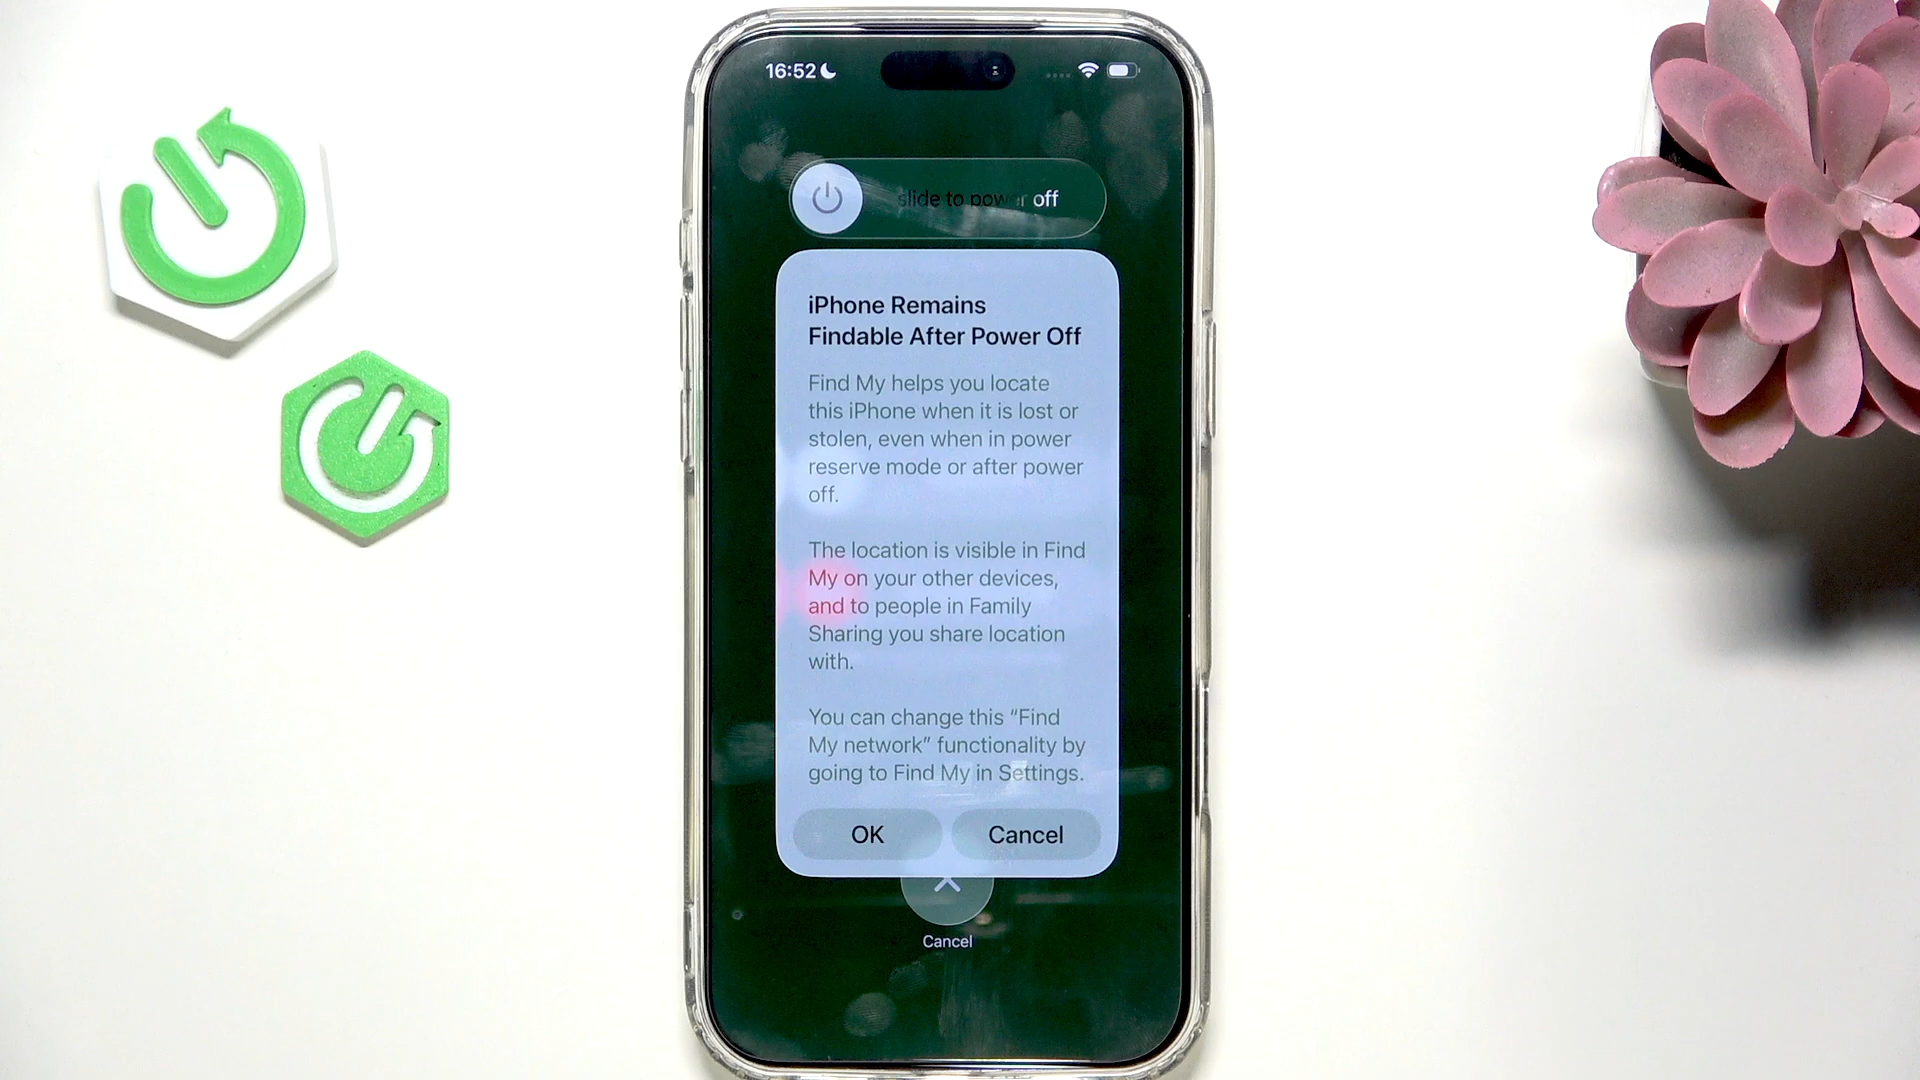 16:52
slide to power off
iPhone Remains
Findable After Power Off
Find My helps you locate
this iPhone when it is lost or
stolen, even when in power
reserve mode or after power
off.
The location is visible in Find
My on your other devices,
and to people in Family
Sharing you share location
with.
You can change this “Find
My network” functionality by
going to Find My in Settings.
OK Cancel
Cancel